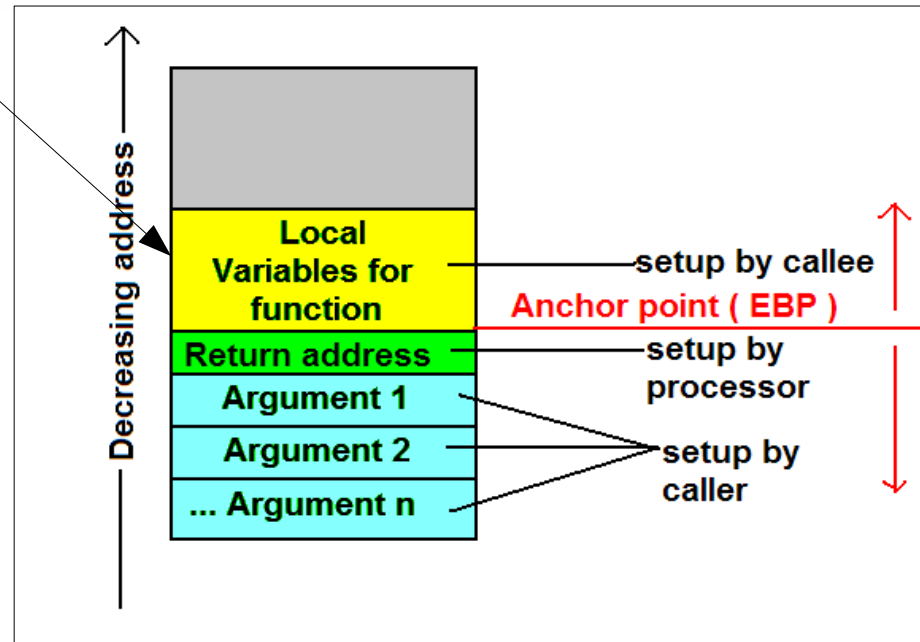 Decreasing address
Local
Variables for
function
setup by callee
Anchor point ( EBP )
Return address
setup by
processor
Argument 1
Argument 2
... Argument n
setup by
caller